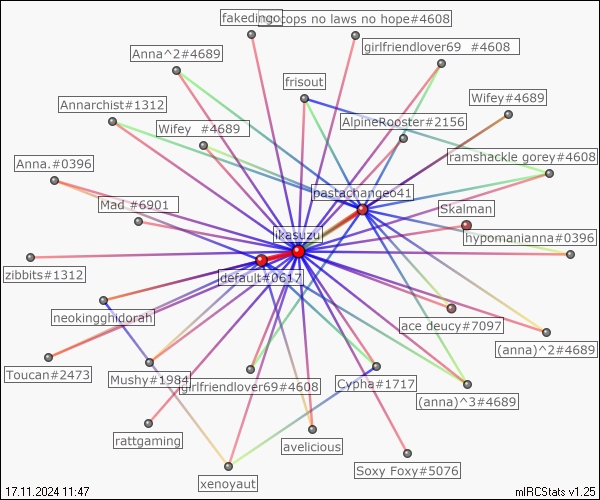 fakedingo
cops no laws no hope#4608
girlfriendlover69 #4608
Anna^2#4689
frisout
Wifey#4689
Annarchist#1312
Wifey #4689
AlpineRooster#2156
ramshackle gorey#4608
Anna.#0396
pastachangeo41
Mad #6901
Skalman
ikasuzu
hypomanianna#0396
zibbits#1312
default#0617
neokingghidorah
ace deucy#7097
(anna)^2#4689
Toucan#2473
Mushy#1984
girlfriendlover69#4608
Cypha#1717
(anna)^3#4689
rattgaming
avelicious
Soxy Foxy#5076
xenoyaut
17.11.2024 11:47
mIRCStats v1.25